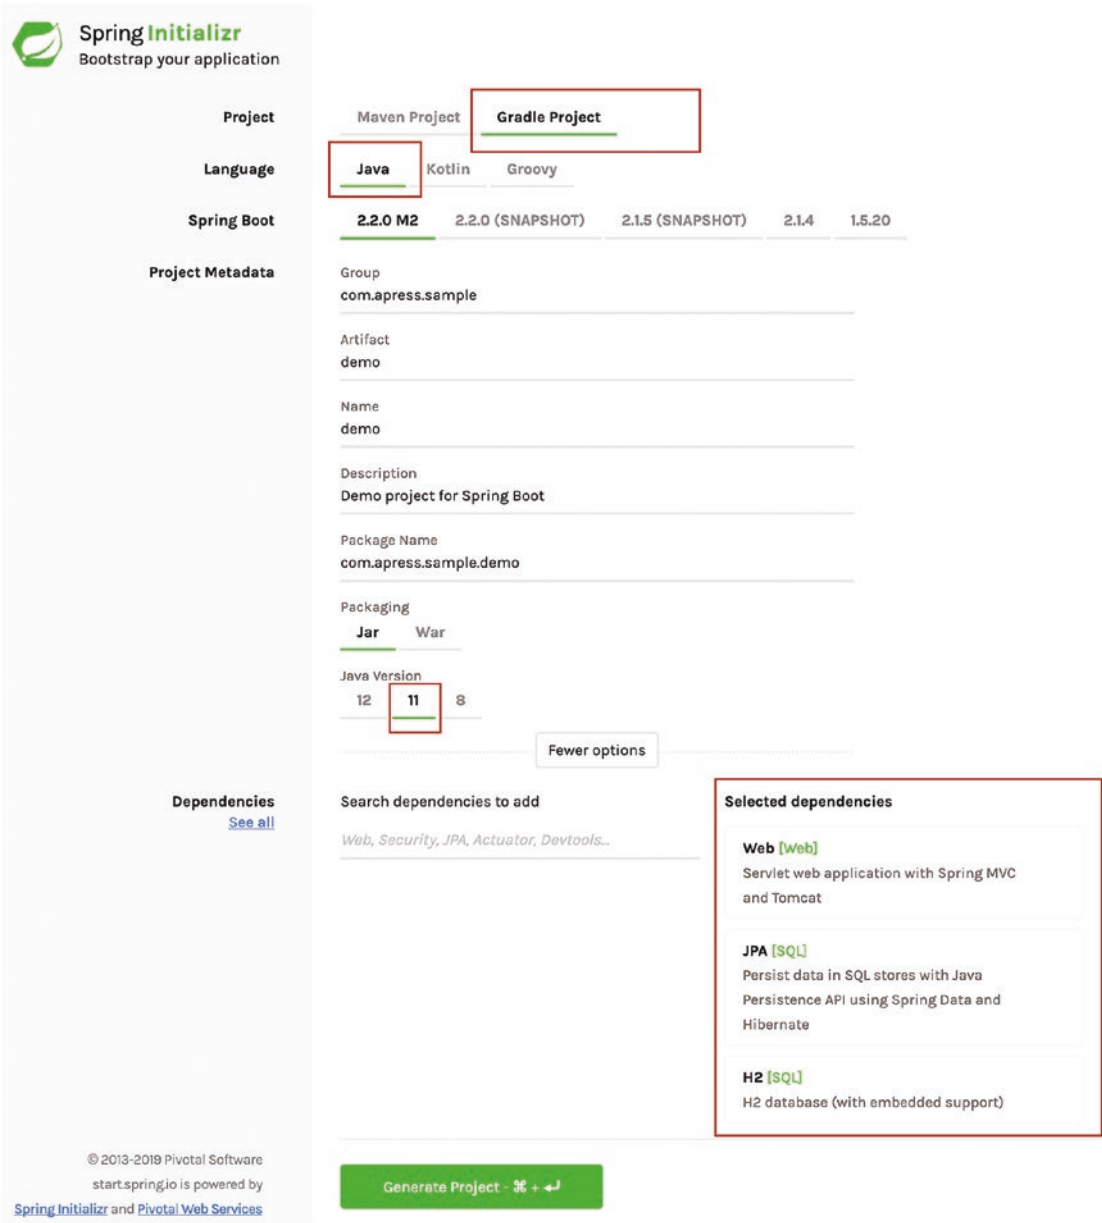 Spring Initializr
Bootstrap your application
Project
Maven Project
Gradle Project
Language
Java
Kotlin
Groovy
Spring Boot
2.2.0 M2
2.2.0 (SNAPSHOT)
2.1.5 (SNAPSHOT)
2.1.4
1.5.20
Project Metadata
Group
com.apress.sample
Artifact
demo
Name
demo
Description
Demo project for Spring Boot
Package Name
com.apress.sample.demo
Packaging
Jar
War
Java Version
12
11
8
Fewer options
Dependencies
See all
Search dependencies to add
Web, Security, JPA, Actuator, Devtools...
Selected dependencies
Web [Web]
Servlet web application with Spring MVC
and Tomcat
JPA [SQL]
Persist data in SQL stores with Java
Persistence API using Spring Data and
Hibernate
H2 [SQL]
H2 database (with embedded support)
© 2013-2019 Pivotal Software
start.spring.io is powered by
Spring Initializr and Pivotal Web Services
Generate Project - ⌘ + ↵